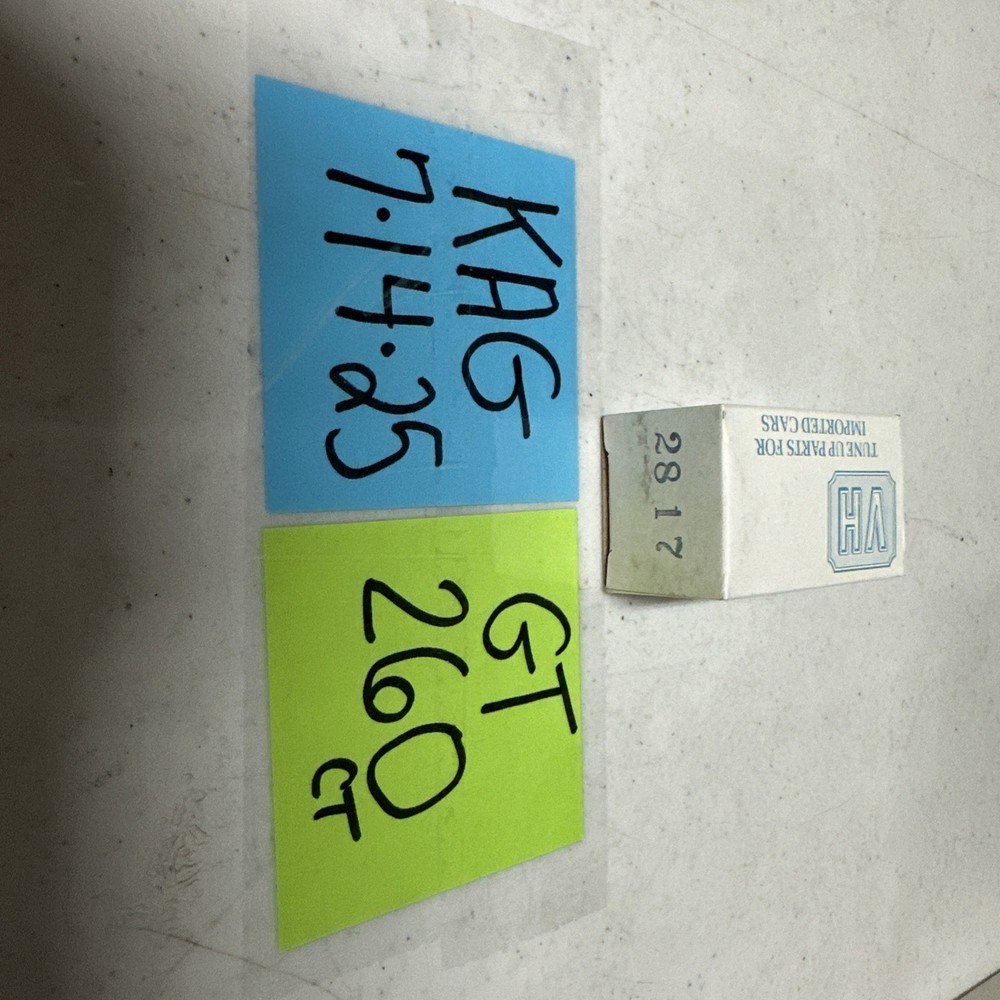 KAG
7.14.25
GT
260
CT
2817
VH
TUNE UP PARTS FOR
IMPORTED CARS